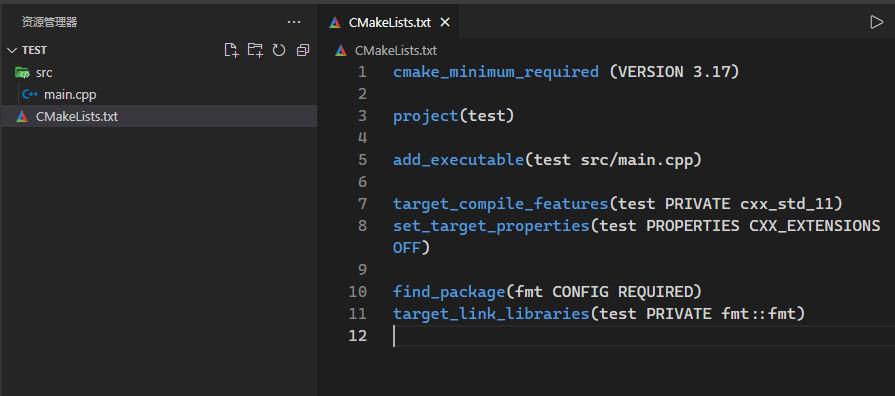 资源管理器
···
TEST
src
main.cpp
CMakeLists.txt
CMakeLists.txt
CMakeLists.txt
1 cmake_minimum_required (VERSION 3.17)
2
3 project(test)
4
5 add_executable(test src/main.cpp)
6
7 target_compile_features(test PRIVATE cxx_std_11)
8 set_target_properties(test PROPERTIES CXX_EXTENSIONS
OFF)
9
10 find_package(fmt CONFIG REQUIRED)
11 target_link_libraries(test PRIVATE fmt::fmt)
12